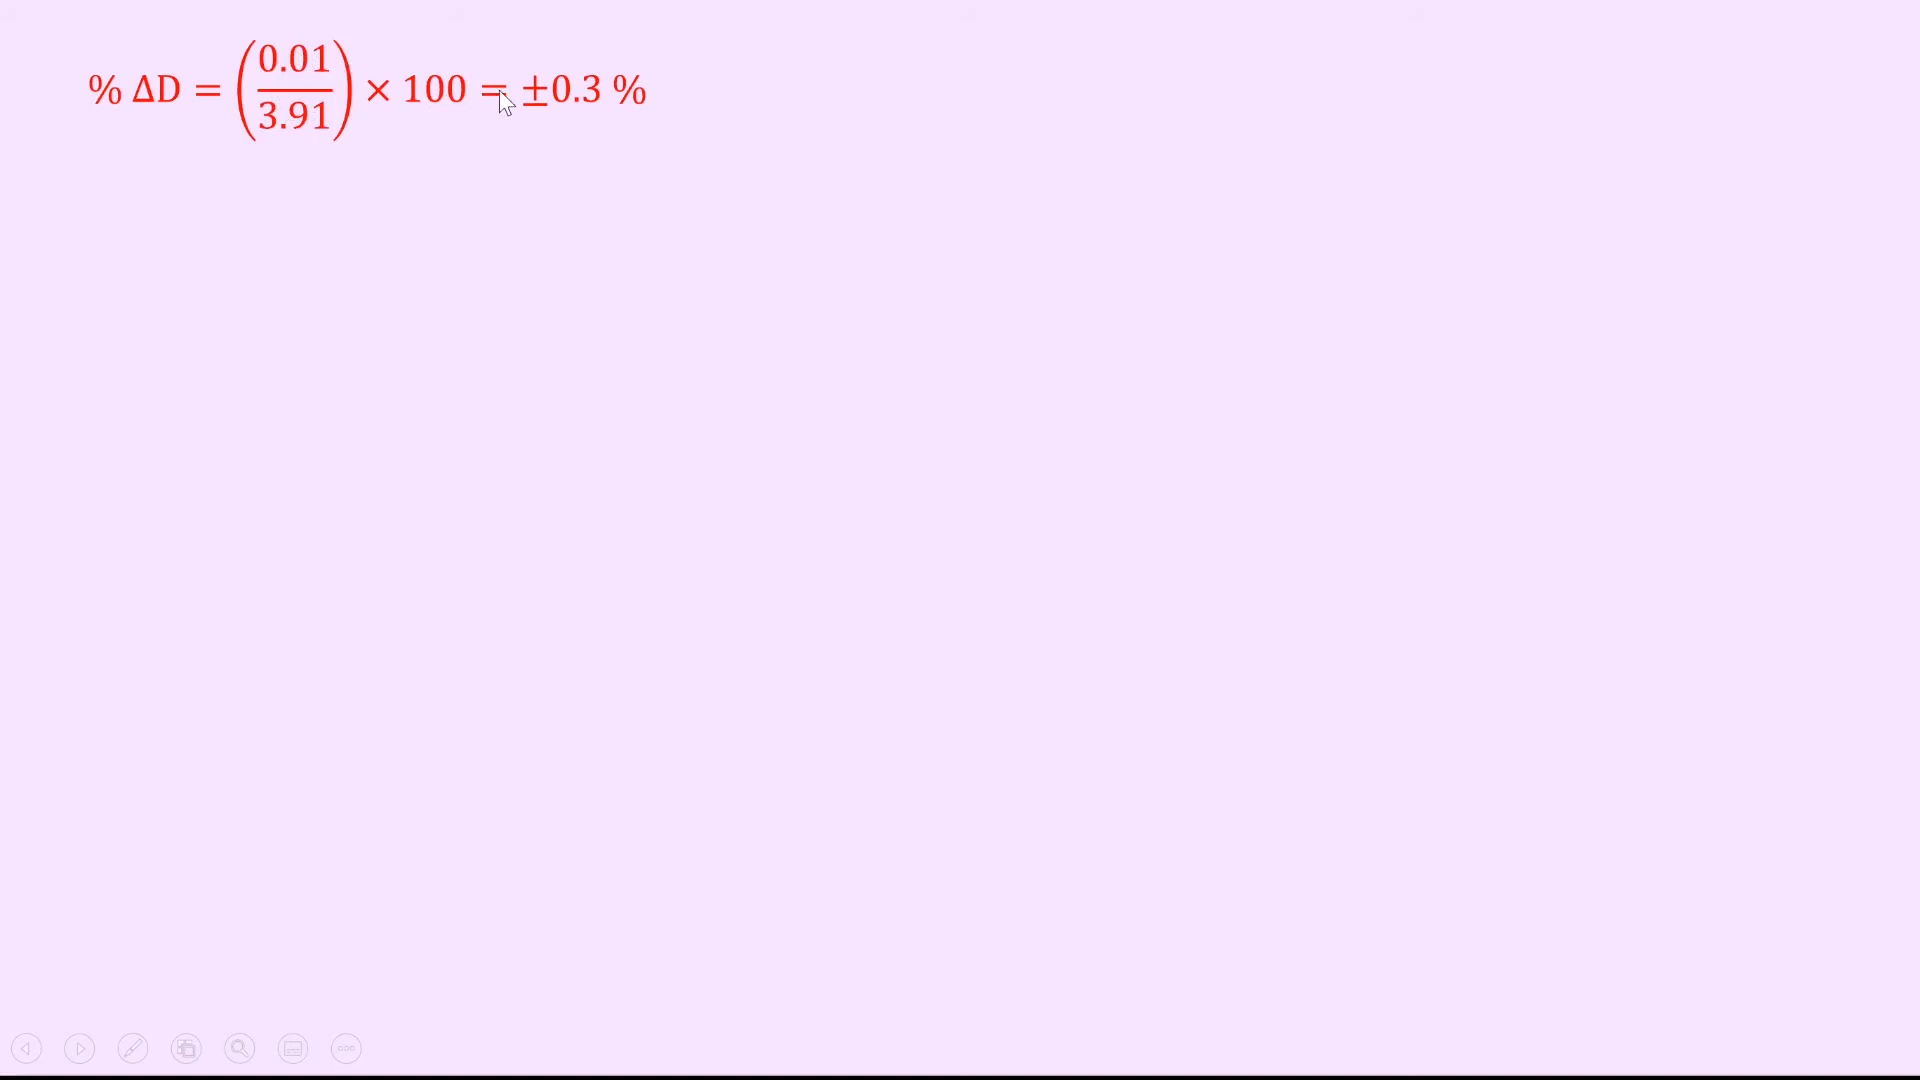 % ΔD = (0.01/3.91) × 100 = ±0.3 %